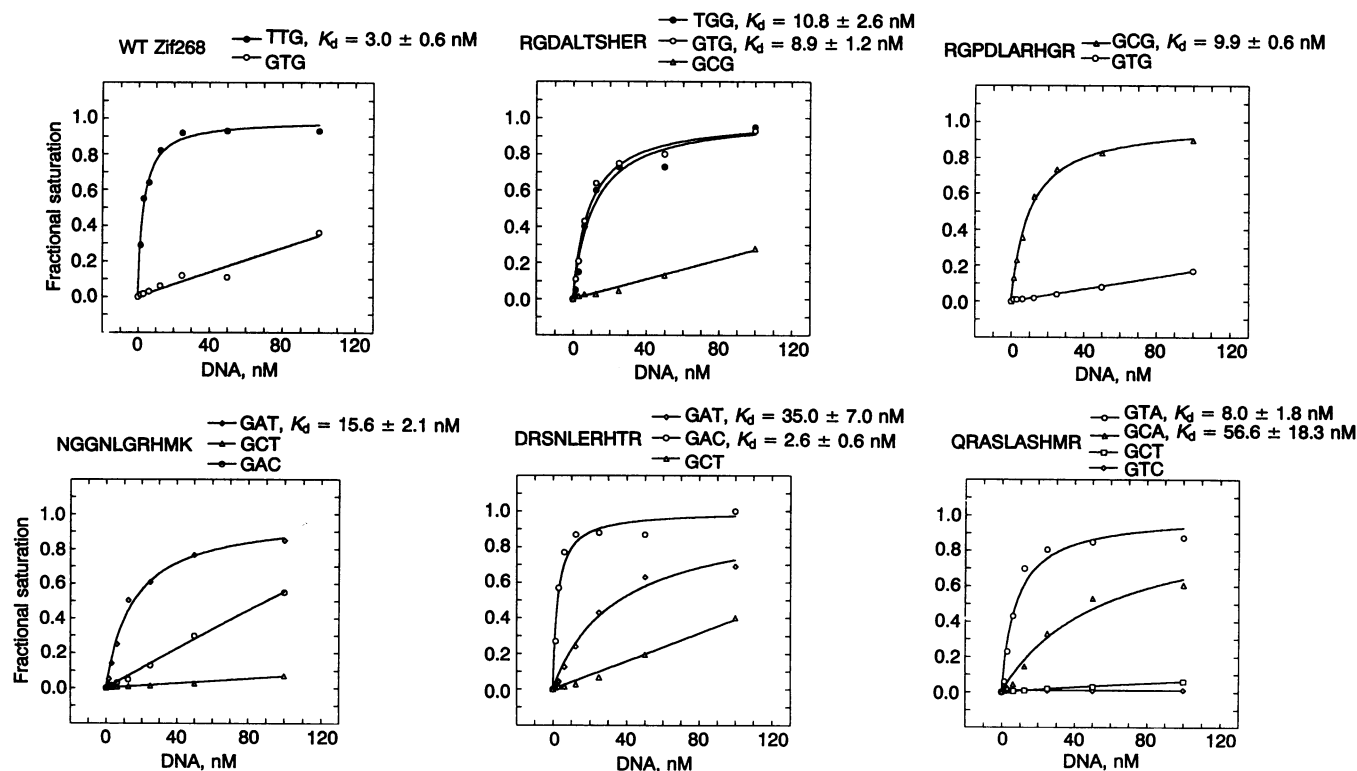 WT Zif268
TTG, Kd = 3.0 ± 0.6 nM
GTG
Fractional saturation
1.0
0.8
0.6
0.4
0.2
0.0
0 40 80 120
DNA, nM
RGDALTSHER
TGG, Kd = 10.8 ± 2.6 nM
GTG, Kd = 8.9 ± 1.2 nM
GCG
1.0
0.8
0.6
0.4
0.2
0.0
0 40 80 120
DNA, nM
RGPDLARHGR
GCG, Kd = 9.9 ± 0.6 nM
GTG
1.0
0.8
0.6
0.4
0.2
0.0
0 40 80 120
DNA, nM
NGGNLGRHMK
GAT, Kd = 15.6 ± 2.1 nM
GCT
GAC
Fractional saturation
1.0
0.8
0.6
0.4
0.2
0.0
0 40 80 120
DNA, nM
DRSNLERHTR
GAT, Kd = 35.0 ± 7.0 nM
GAC, Kd = 2.6 ± 0.6 nM
GCT
1.0
0.8
0.6
0.4
0.2
0.0
0 40 80 120
DNA, nM
QRASLASHMR
GTA, Kd = 8.0 ± 1.8 nM
GCA, Kd = 56.6 ± 18.3 nM
GCT
GTC
1.0
0.8
0.6
0.4
0.2
0.0
0 40 80 120
DNA, nM